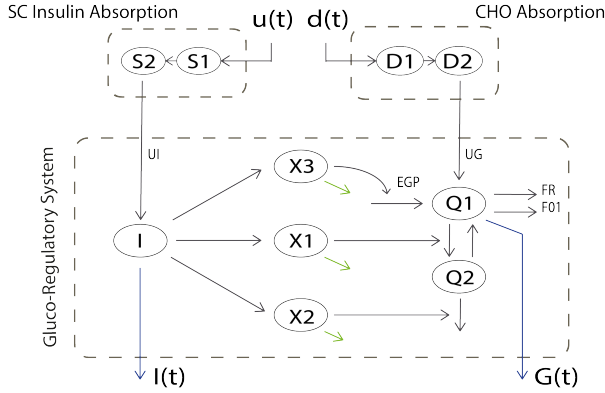 SC Insulin Absorption
u(t) d(t)
CHO Absorption
S2
S1
D1
D2
UI
UG
Gluco-Regulatory System
X3
EGP
Q1
FR
F01
I
X1
Q2
X2
I(t)
G(t)